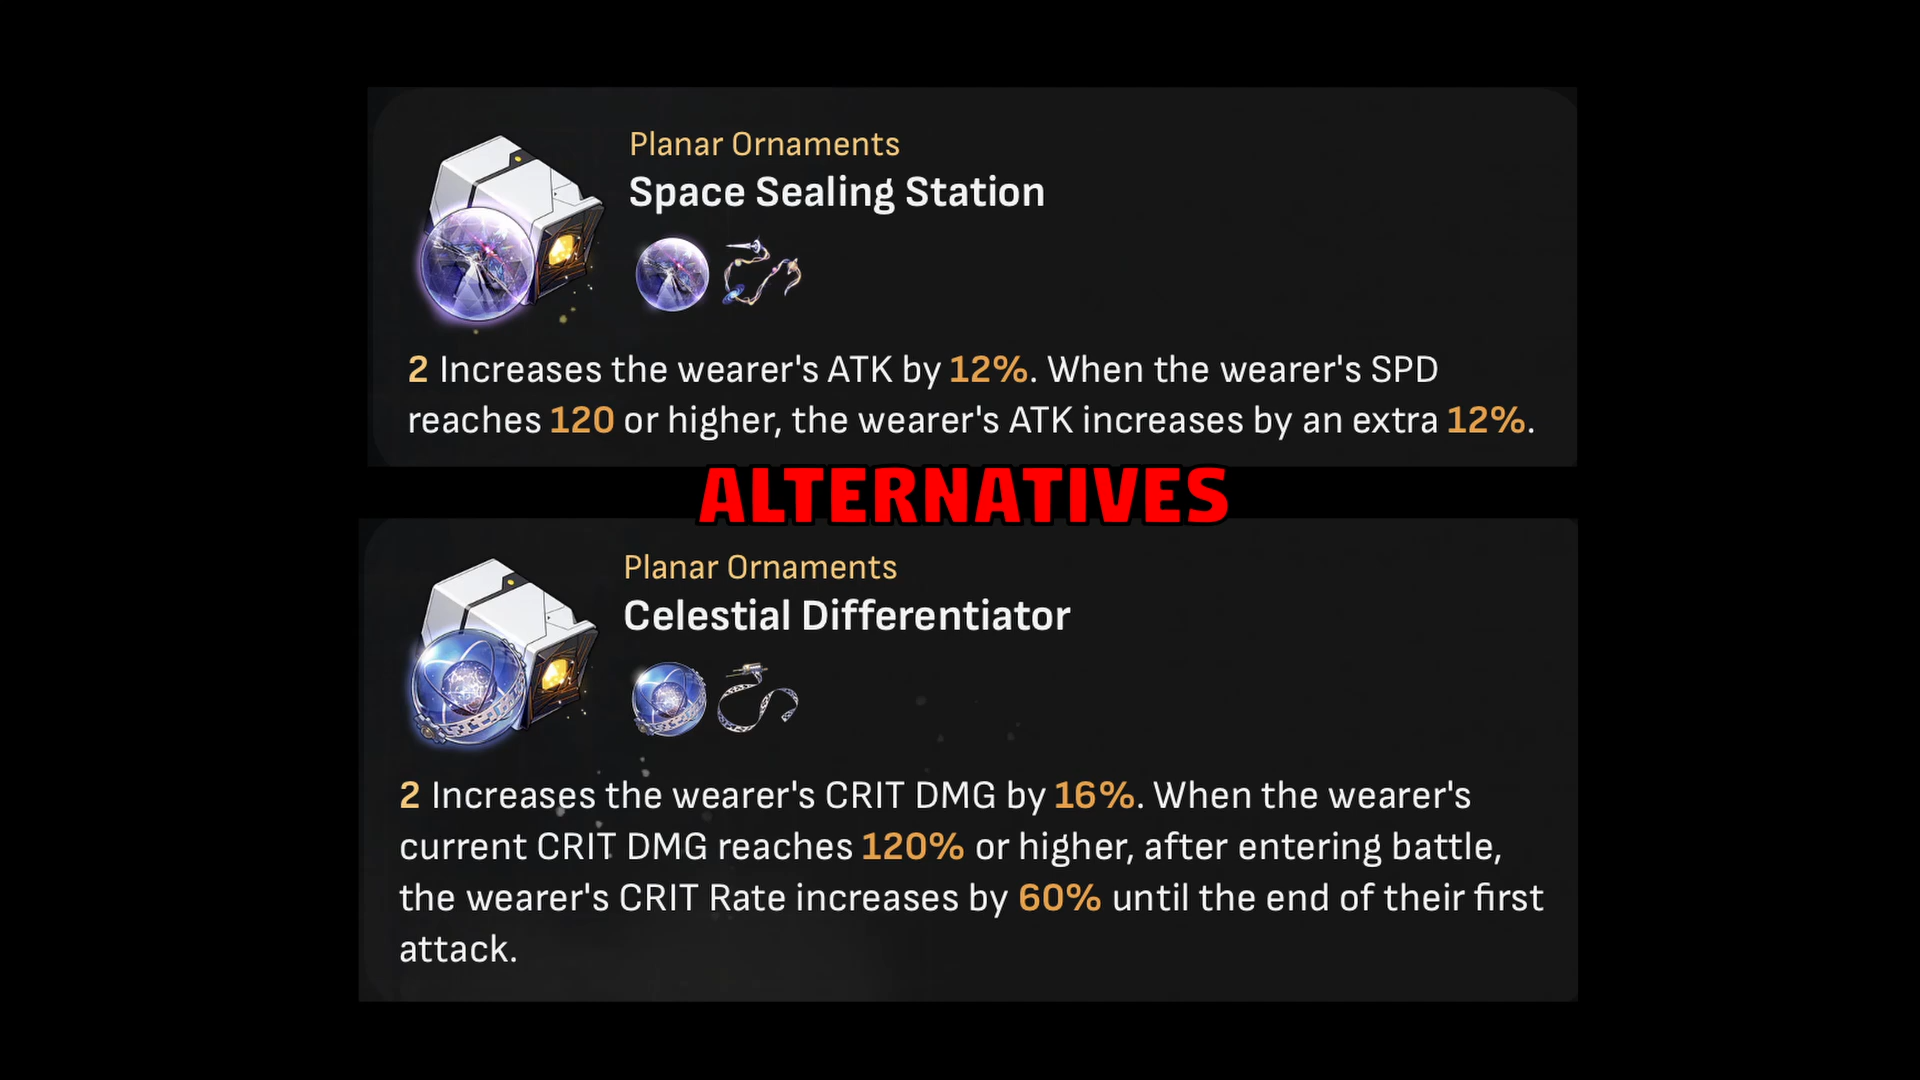 Planar Ornaments
Space Sealing Station
2 Increases the wearer's ATK by 12%. When the wearer's SPD
reaches 120 or higher, the wearer's ATK increases by an extra 12%.
ALTERNATIVES
Planar Ornaments
Celestial Differentiator
2 Increases the wearer's CRIT DMG by 16%. When the wearer's
current CRIT DMG reaches 120% or higher, after entering battle,
the wearer's CRIT Rate increases by 60% until the end of their first
attack.